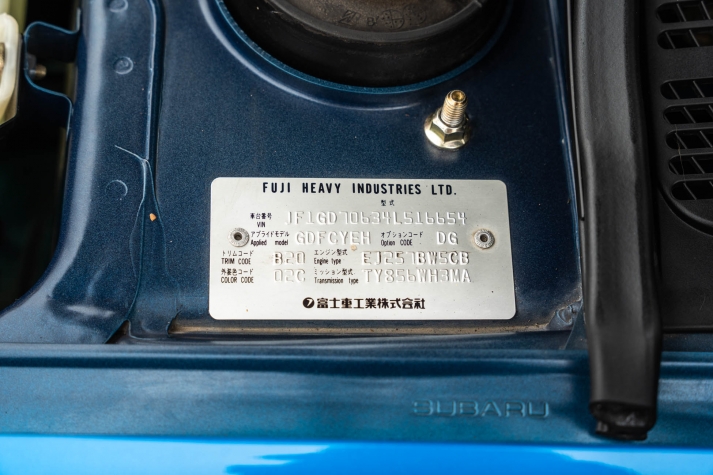 FUJI HEAVY INDUSTRIES LTD.
型式
車台番号 VIN JF1GD70634L516654
アプライドモデル Applied model GDFCYEH オプションコード Option CODE DG
トリムコード TRIM CODE B20 エンジン型式 Engine type EJ257BWSCB
外装色コード COLOR CODE 02C ミッション型式 Transmission type TY856WH3MA
富士重工業株式会社
SUBARU